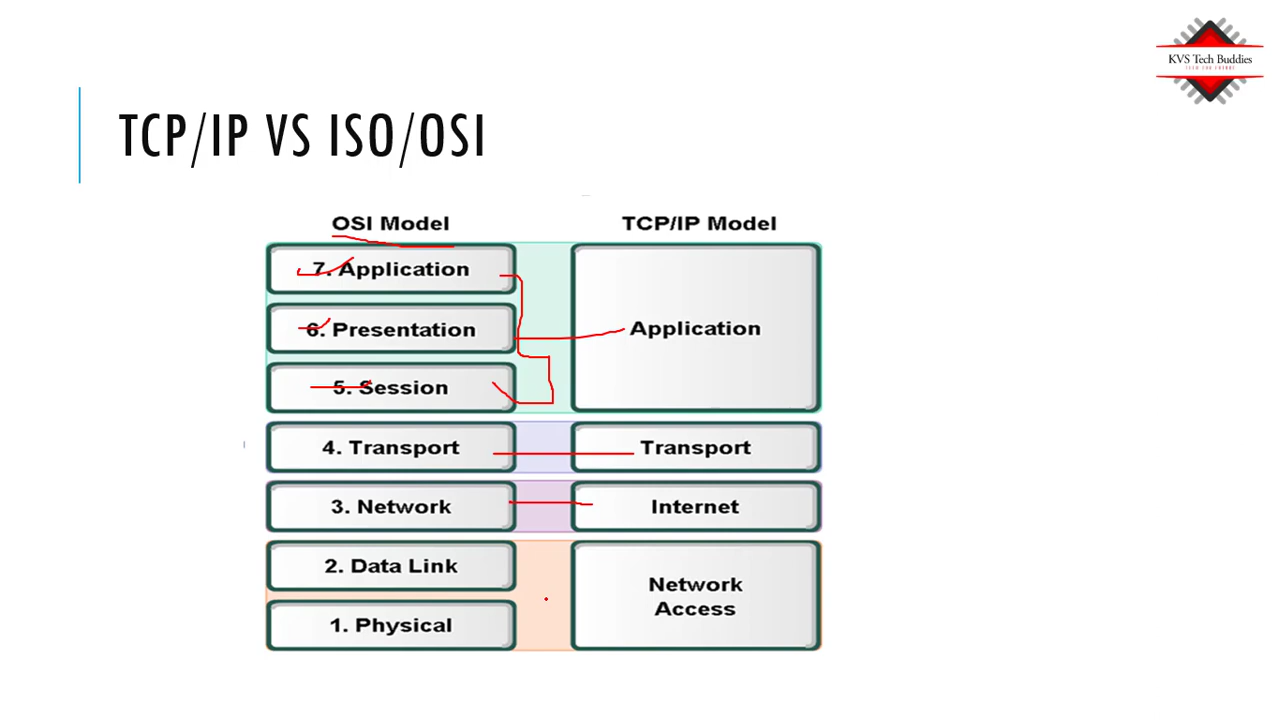 KVS Tech Buddies
TCP/IP VS ISO/OSI
OSI Model
TCP/IP Model
7. Application
6. Presentation
5. Session
Application
4. Transport
Transport
3. Network
Internet
2. Data Link
1. Physical
Network
Access